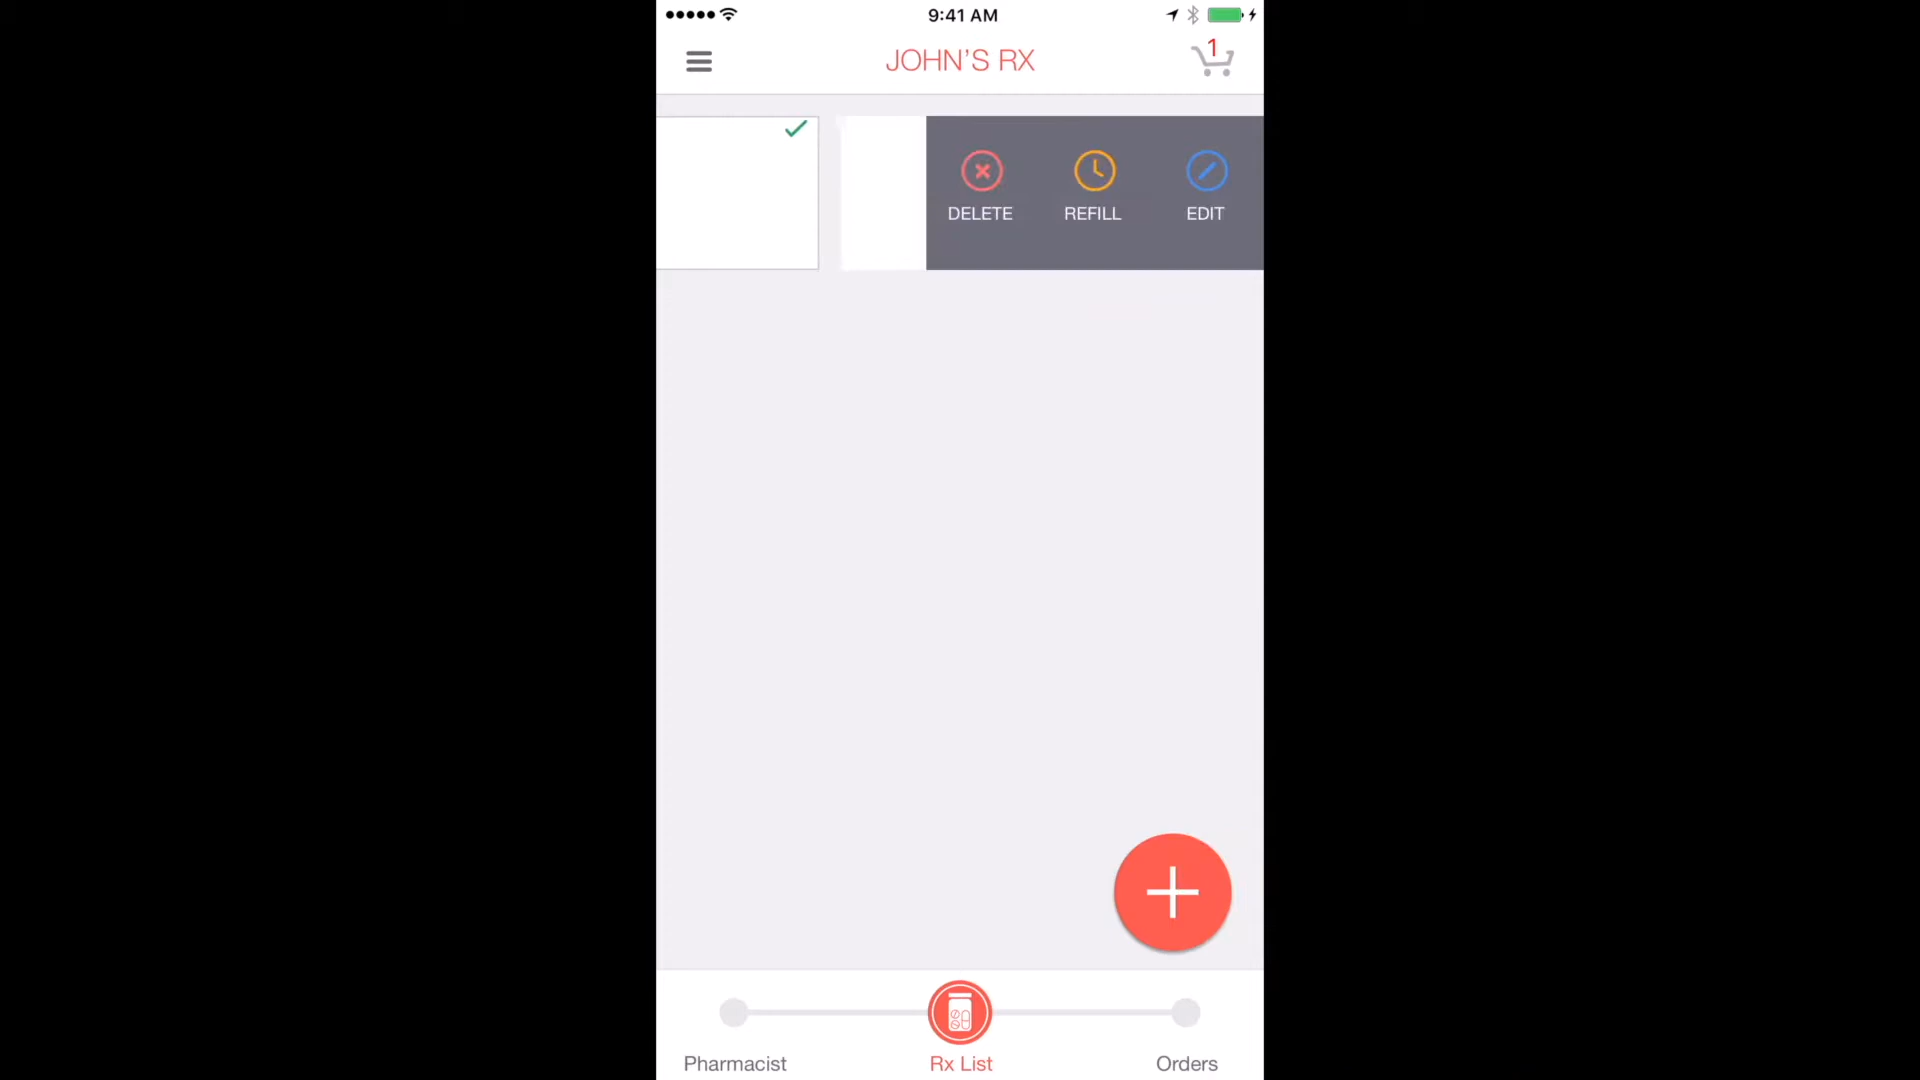 9:41 AM
JOHN'S RX
1
DELETE
REFILL
EDIT
Pharmacist
Rx List
Orders